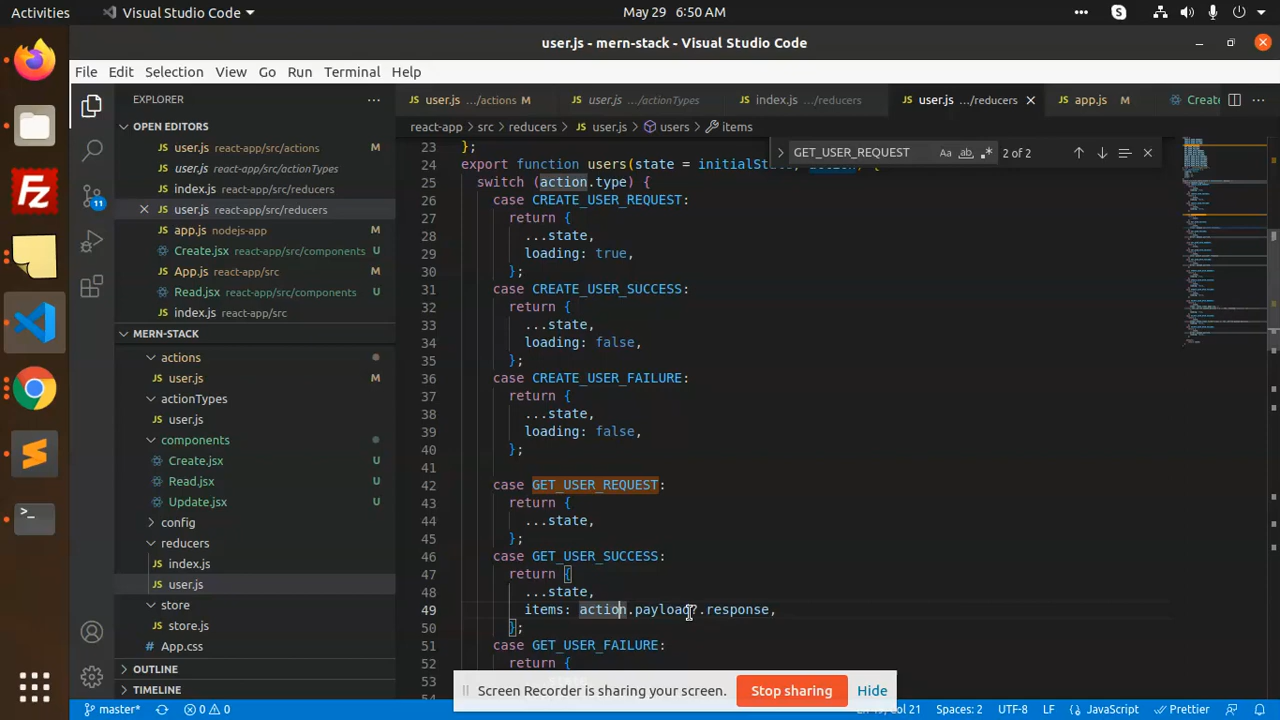 Activities
Visual Studio Code
May 29 6:50 AM
user.js - mern-stack - Visual Studio Code
File Edit Selection View Go Run Terminal Help
EXPLORER
OPEN EDITORS
user.js react-app/src/actions
user.js react-app/src/actionTypes
index.js react-app/src/reducers
user.js react-app/src/reducers
app.js nodejs-app
Create.jsx react-app/src/components
App.js react-app/src
Read.jsx react-app/src/components
index.js react-app/src
MERN-STACK
actions
user.js M
actionTypes
user.js
components
Create.jsx U
Read.jsx U
Update.jsx U
config
reducers
index.js
user.js
store
store.js
App.css
OUTLINE
TIMELINE
11
user.js .../actions M
user.js .../actionTypes
index.js .../reducers
user.js .../reducers
app.js M
react-app > src > reducers > user.js > users > items
GET_USER_REQUEST
Aa ab 2 of 2
23 };
24 export function users(state =
25 switch (action.type) {
26 case CREATE_USER_REQUEST:
27 return {
28 ...state,
29 loading: true,
30 };
31 case CREATE_USER_SUCCESS:
32 return {
33 ...state,
34 loading: false,
35 };
36 case CREATE_USER_FAILURE:
37 return {
38 ...state,
39 loading: false,
40 };
41
42 case GET_USER_REQUEST:
43 return {
44 ...state,
45 };
46 case GET_USER_SUCCESS:
47 return {
48 ...state,
49 items: action.payload?.response,
50 };
51 case GET_USER_FAILURE:
52 return {
53
Screen Recorder is sharing your screen.
Stop sharing
Hide
master*
0 0
Spaces: 2
UTF-8
LF
JavaScript
Prettier